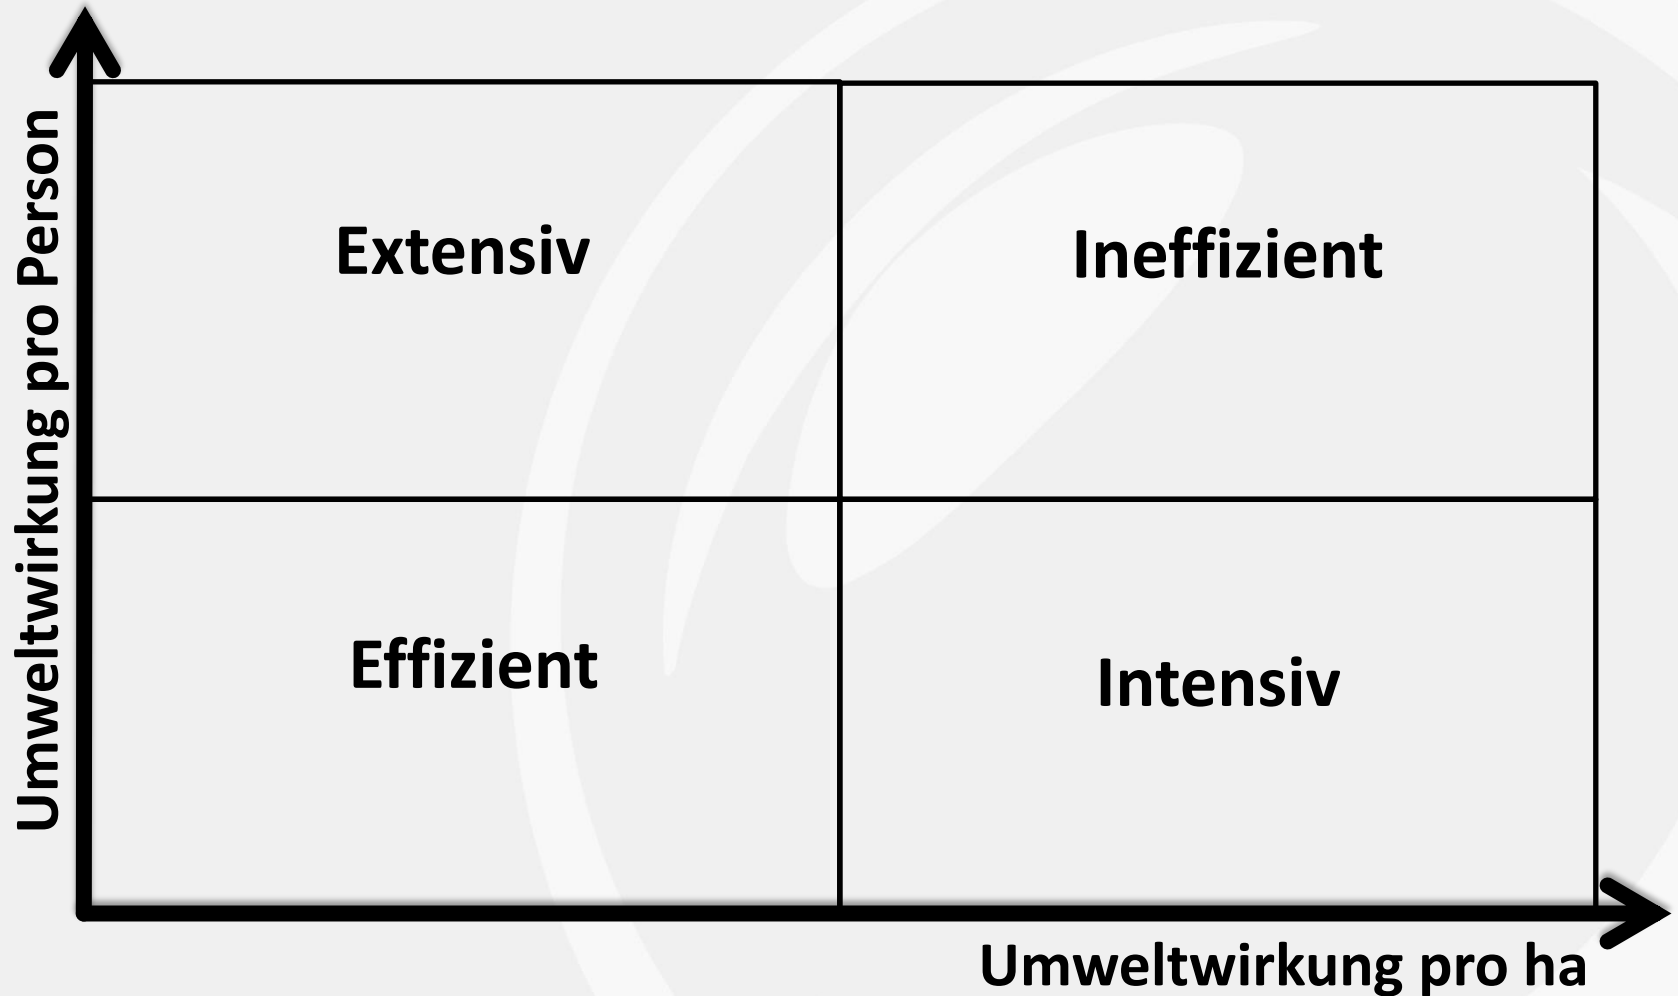 Umweltwirkung pro Person
Extensiv
Ineffizient
Effizient
Intensiv
Umweltwirkung pro ha